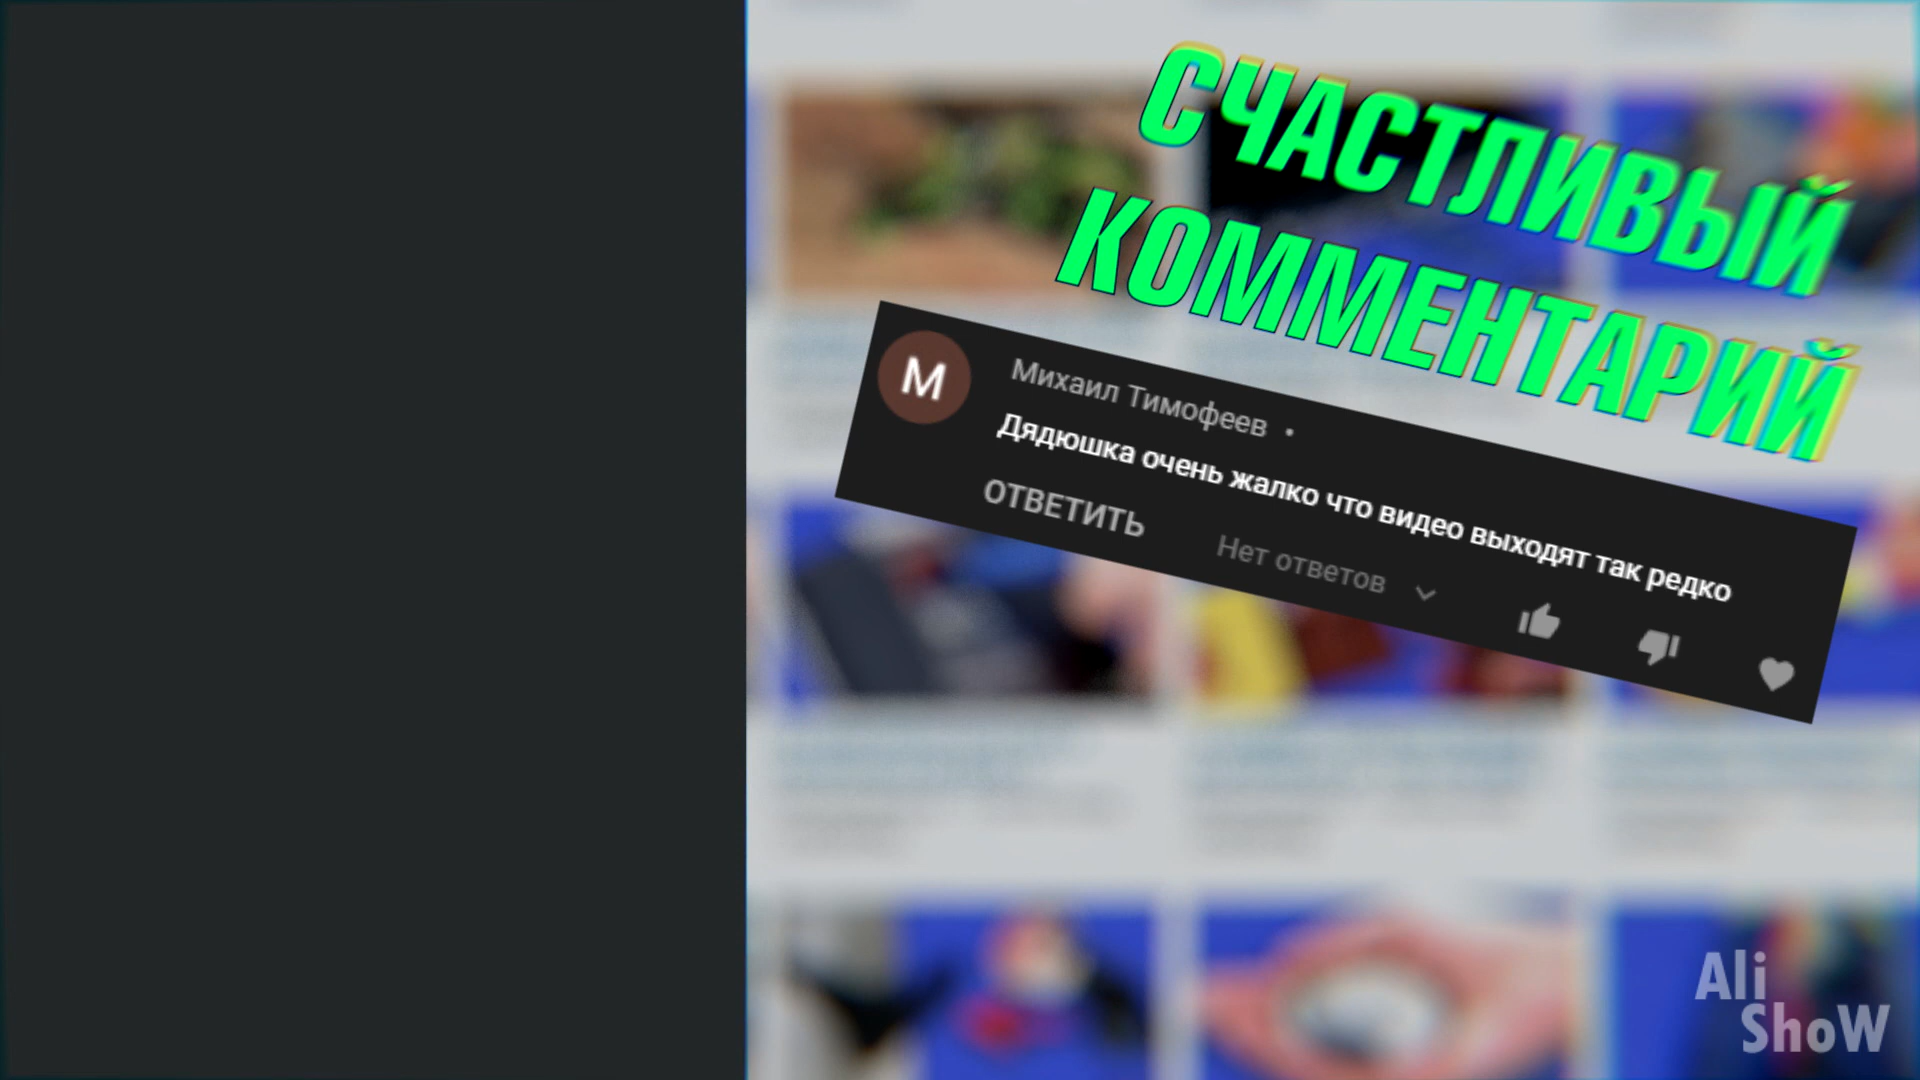 СЧАСТЛИВЫЙ
КОММЕНТАРИЙ
М
Михаил Тимофеев •
Дядюшка очень жалко что видео выходят так редко
ОТВЕТИТЬ
Нет ответов
Ali
ShoW